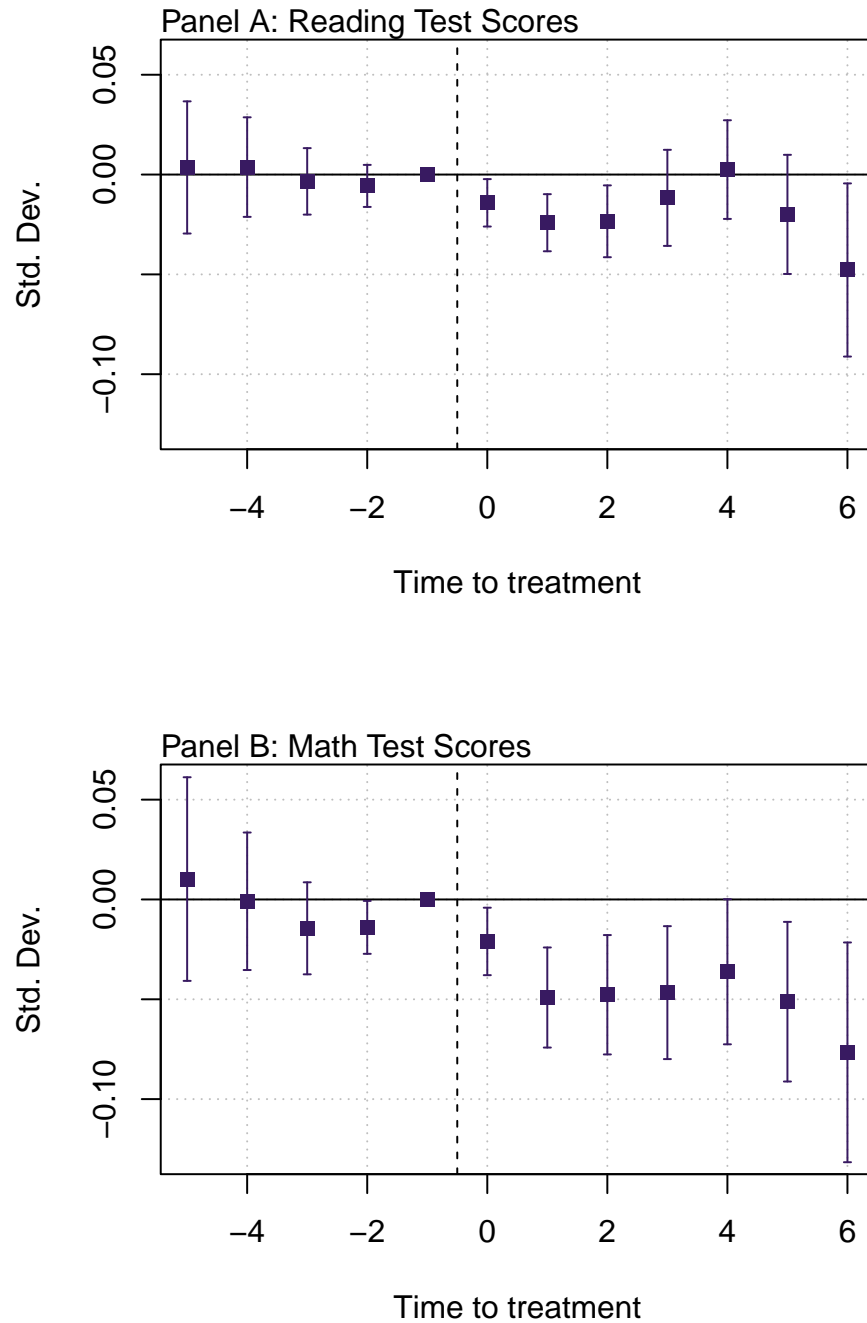 Panel A: Reading Test Scores
0.05
0.00
−0.10
Std. Dev.
−4 −2 0 2 4 6
Time to treatment
Panel B: Math Test Scores
0.05
0.00
−0.10
Std. Dev.
−4 −2 0 2 4 6
Time to treatment